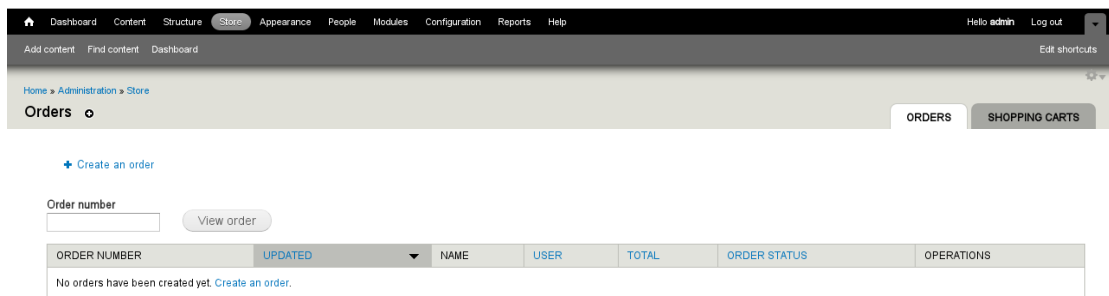 Dashboard Content Structure Store Appearance People Modules Configuration Reports Help Hello admin Log out
Add content Find content Dashboard Edit shortcuts
Home » Administration » Store
Orders
ORDERS SHOPPING CARTS
Create an order
Order number
View order
ORDER NUMBER UPDATED NAME USER TOTAL ORDER STATUS OPERATIONS
No orders have been created yet. Create an order.